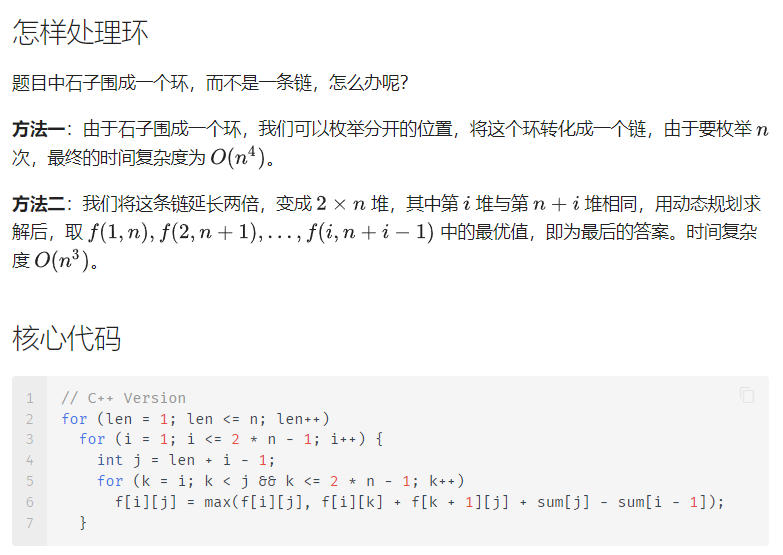 怎样处理环
题目中石子围成一个环，而不是一条链，怎么办呢？
方法一：由于石子围成一个环，我们可以枚举分开的位置，将这个环转化成一个链，由于要枚举 n
次，最终的时间复杂度为 O(n⁴)。
方法二：我们将这条链延长两倍，变成 2 × n 堆，其中第 i 堆与第 n + i 堆相同，用动态规划求
解后，取 f(1, n), f(2, n + 1), . . . , f(i, n + i − 1) 中的最优值，即为最后的答案。时间复杂
度 O(n³)。
核心代码
1 // C++ Version
2 for (len = 1; len <= n; len++)
3   for (i = 1; i <= 2 * n - 1; i++) {
4     int j = len + i - 1;
5     for (k = i; k < j && k <= 2 * n - 1; k++)
6       f[i][j] = max(f[i][j], f[i][k] + f[k + 1][j] + sum[j] - sum[i - 1]);
7   }